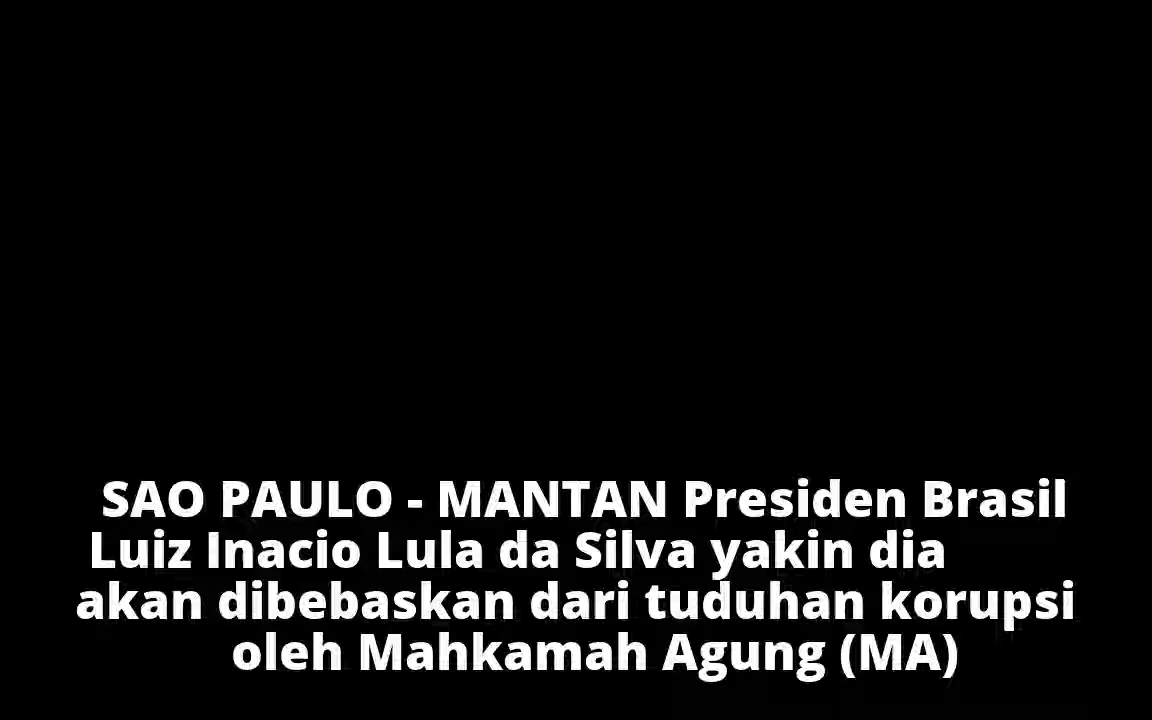 SAO PAULO - MANTAN Presiden Brasil
Luiz Inacio Lula da Silva yakin dia
akan dibebaskan dari tuduhan korupsi
oleh Mahkamah Agung (MA)